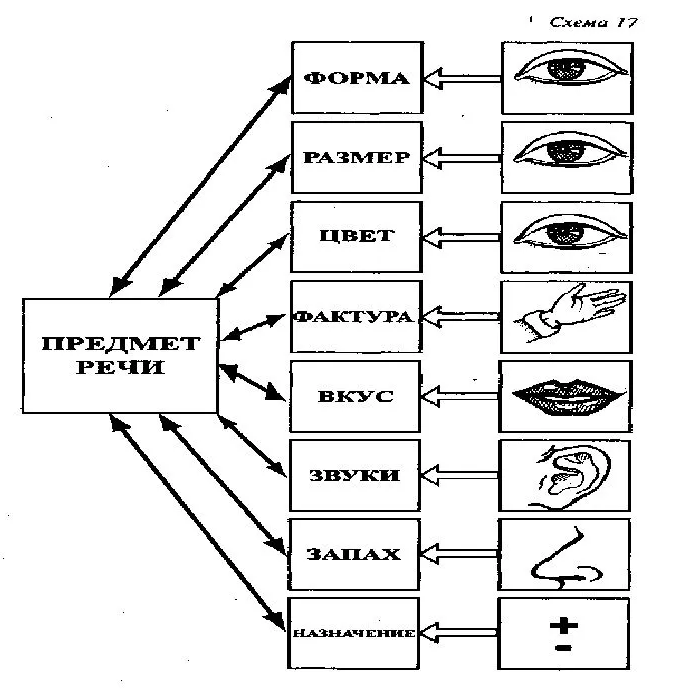 Схема 17
ФОРМА
РАЗМЕР
ЦВЕТ
ФАКТУРА
ПРЕДМЕТ
РЕЧИ
ВКУС
ЗВУКИ
ЗАПАХ
НАЗНАЧЕНИЕ
+
-